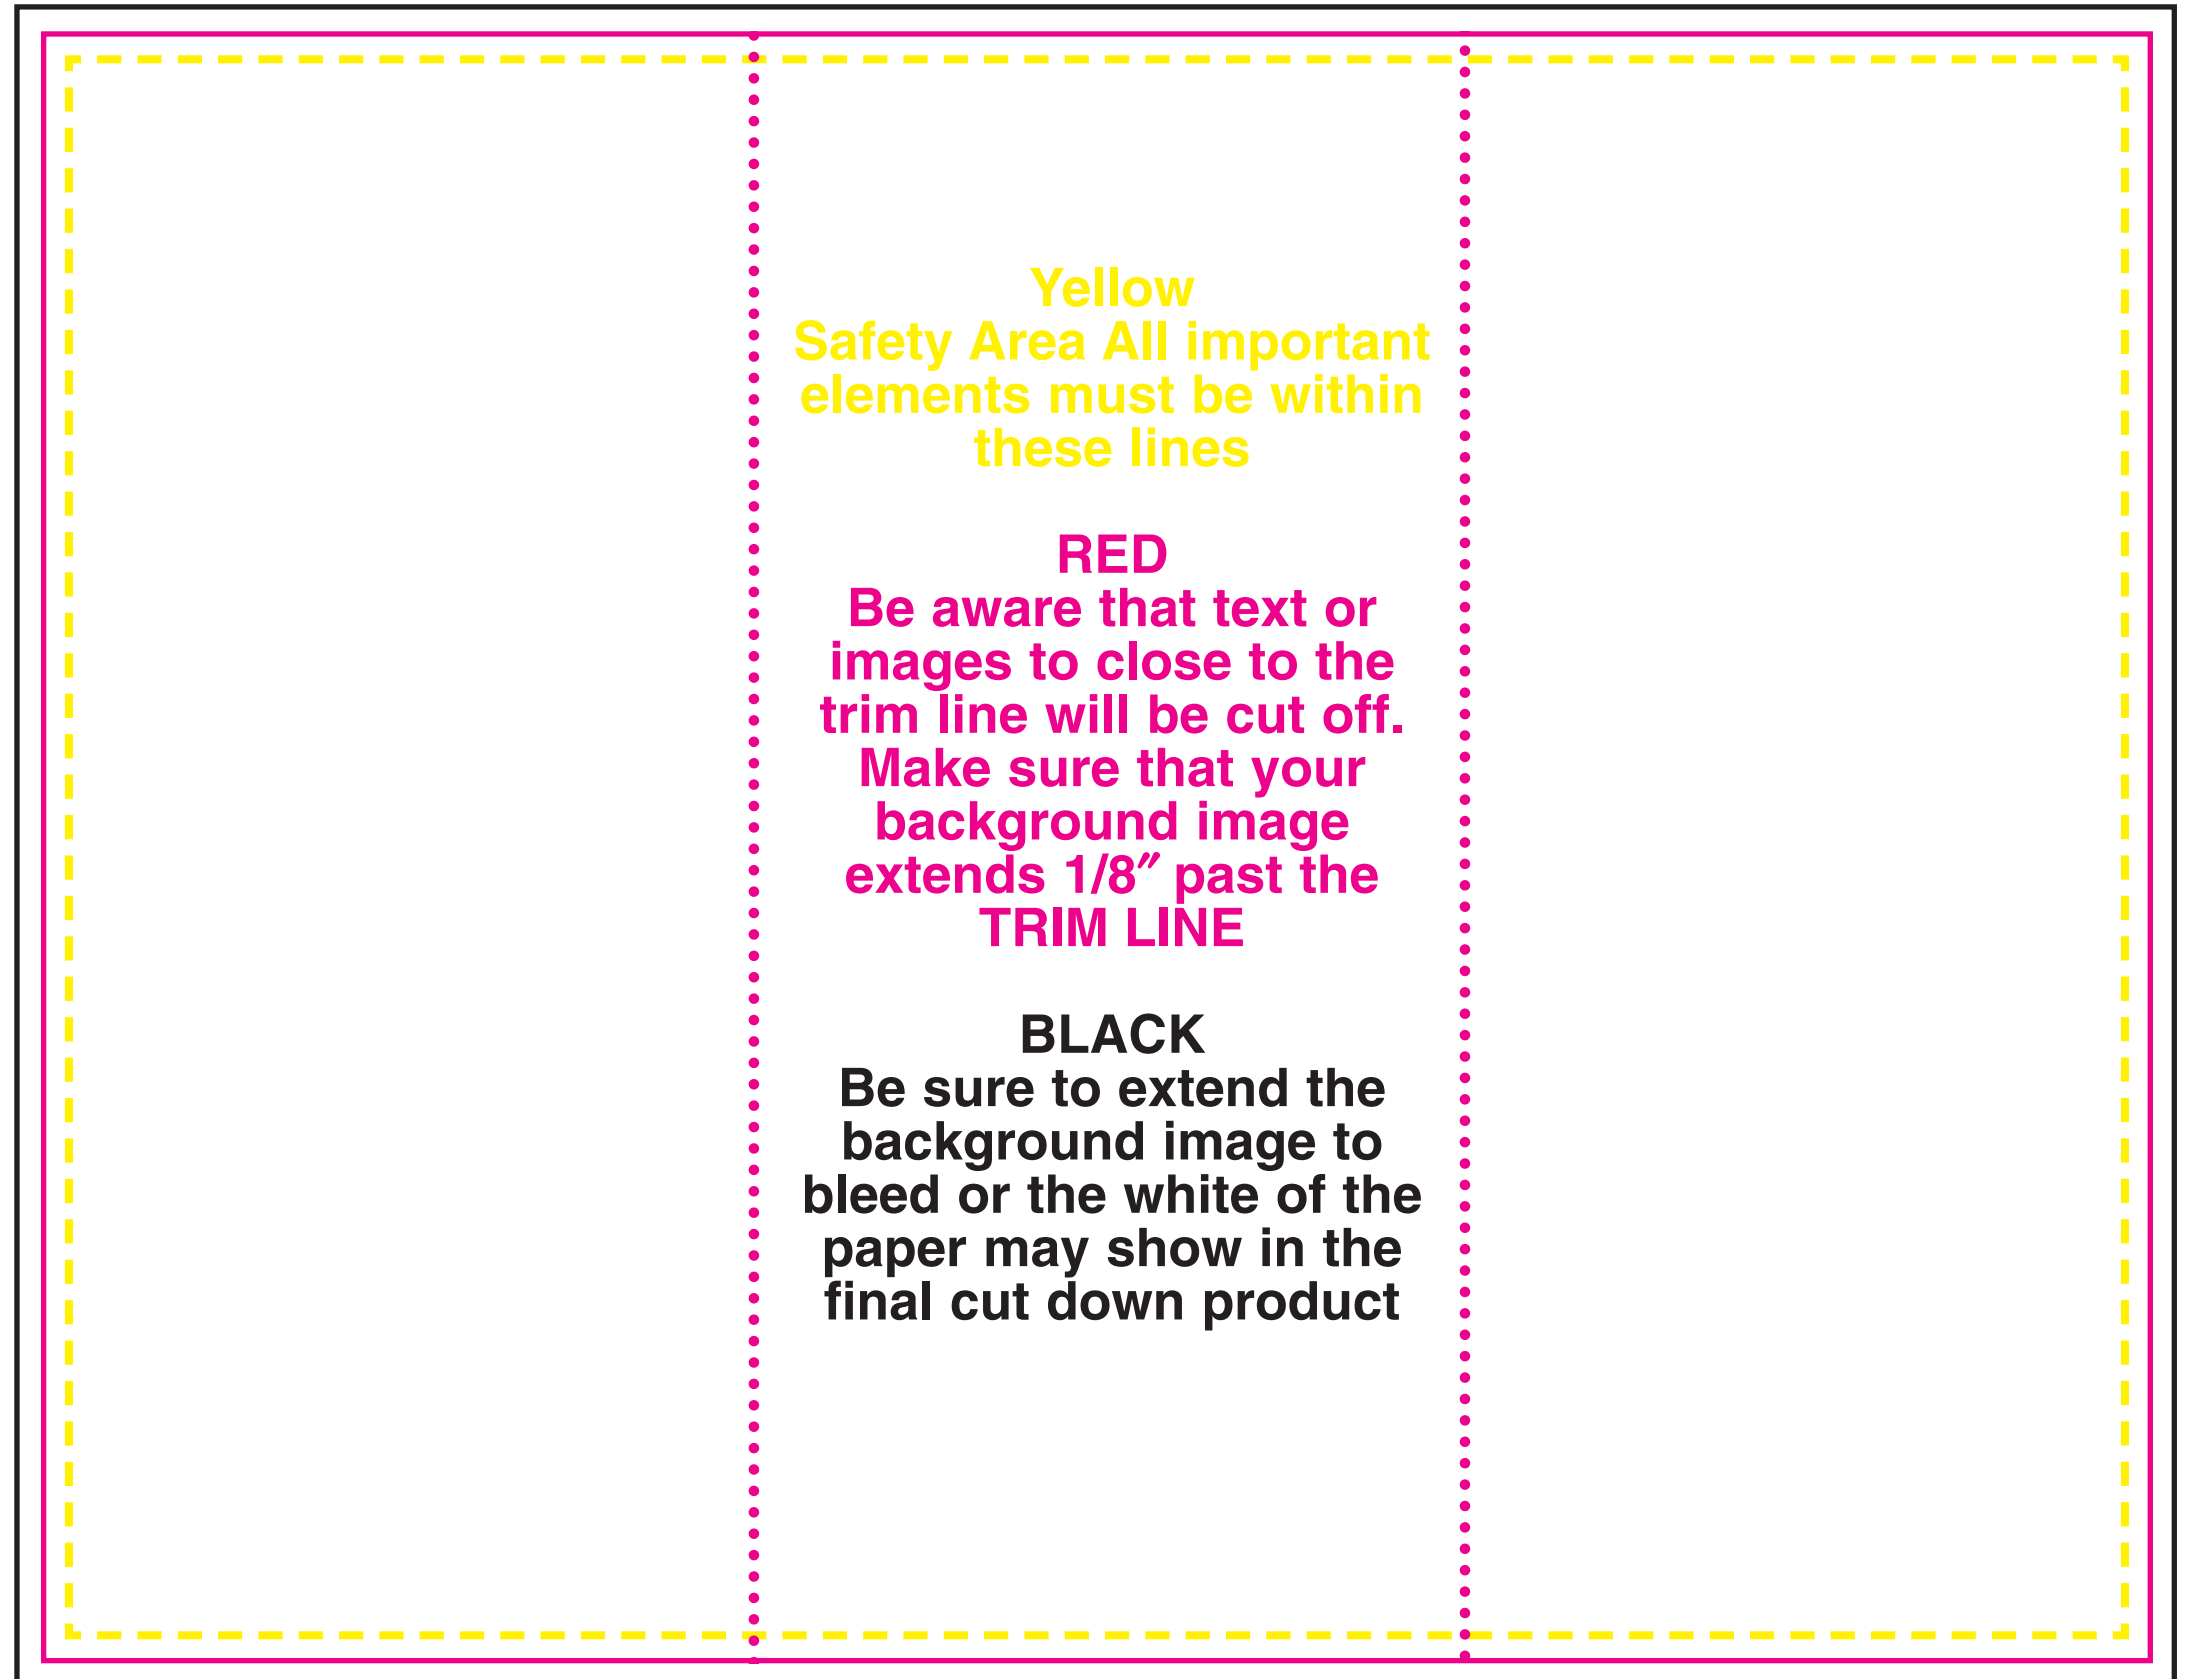 Yellow
Safety Area All important
elements must be within
these lines
RED
Be aware that text or
images to close to the
trim line will be cut off.
Make sure that your
background image
extends 1/8″ past the
TRIM LINE
BLACK
Be sure to extend the
background image to
bleed or the white of the
paper may show in the
final cut down product